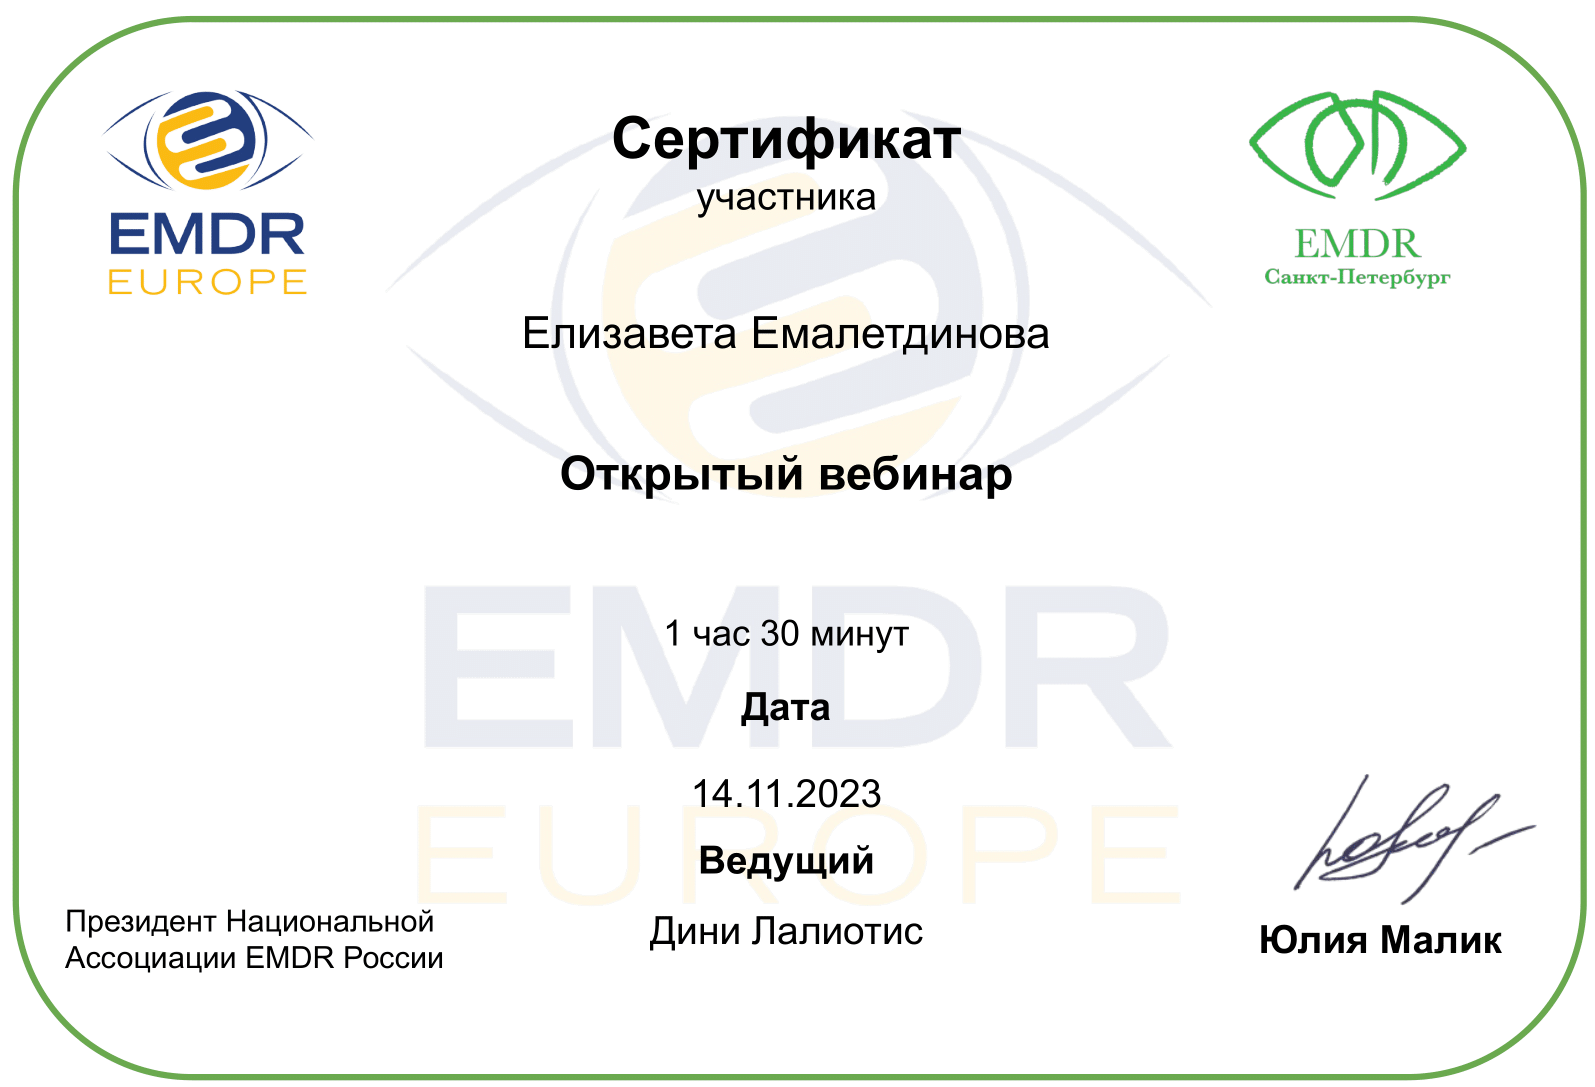 EMDR
EUROPE
Сертификат
участника
EMDR
Санкт-Петербург
Елизавета Емалетдинова
Открытый вебинар
EMDR
EUROPE
1 час 30 минут
Дата
14.11.2023
Ведущий
Дини Лалиотис
Президент Национальной
Ассоциации EMDR России
Юлия Малик